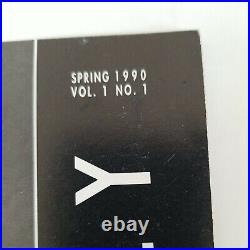 SPRING 1990
VOL. 1 NO. 1
L Y